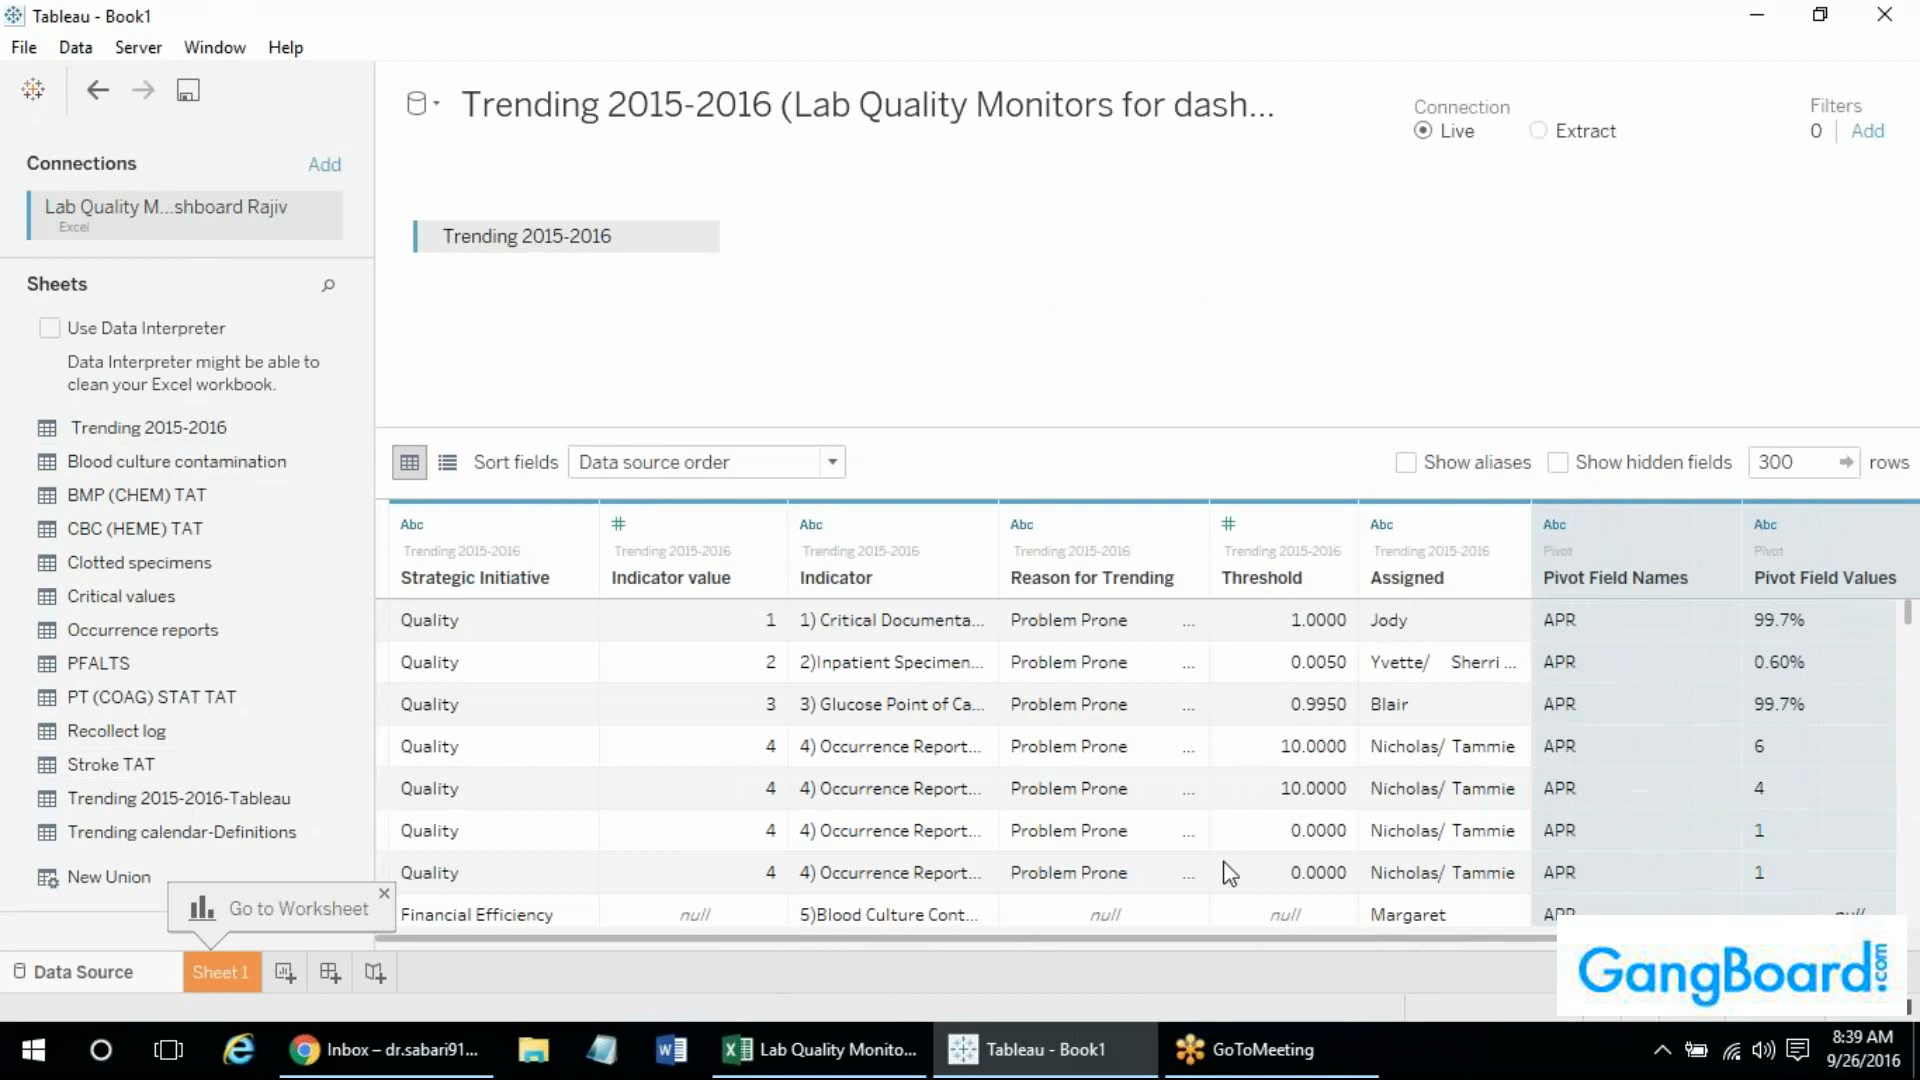 Tableau - Book1
File Data Server Window Help
Trending 2015-2016 (Lab Quality Monitors for dash...
Connection
Live Extract
Filters
0 Add
Connections Add
Lab Quality M...shboard Rajiv
Excel
Trending 2015-2016
Sheets
Use Data Interpreter
Data Interpreter might be able to
clean your Excel workbook.
Trending 2015-2016
Blood culture contamination
BMP (CHEM) TAT
CBC (HEME) TAT
Clotted specimens
Critical values
Occurrence reports
PFALTS
PT (COAG) STAT TAT
Recollect log
Stroke TAT
Trending 2015-2016-Tableau
Trending calendar-Definitions
New Union
Go to Worksheet
Sort fields Data source order Show aliases Show hidden fields 300 rows
Abc # Abc Abc # Abc Abc Abc
Trending 2015-2016 Trending 2015-2016 Trending 2015-2016 Trending 2015-2016 Trending 2015-2016 Trending 2015-2016 Pivot Pivot
Strategic Initiative Indicator value Indicator Reason for Trending Threshold Assigned Pivot Field Names Pivot Field Values
Quality 1 1) Critical Documenta... Problem Prone ... 1.0000 Jody APR 99.7%
Quality 2 2)Inpatient Specimen... Problem Prone ... 0.0050 Yvette/ Sherri ... APR 0.60%
Quality 3 3) Glucose Point of Ca... Problem Prone ... 0.9950 Blair APR 99.7%
Quality 4 4) Occurrence Report... Problem Prone ... 10.0000 Nicholas/ Tammie APR 6
Quality 4 4) Occurrence Report... Problem Prone ... 10.0000 Nicholas/ Tammie APR 4
Quality 4 4) Occurrence Report... Problem Prone ... 0.0000 Nicholas/ Tammie APR 1
Quality 4 4) Occurrence Report... Problem Prone ... 0.0000 Nicholas/ Tammie APR 1
Financial Efficiency null 5)Blood Culture Cont... null null Margaret APR null
Data Source Sheet 1
GangBoard.com
Inbox – dr.sabari91... Lab Quality Monito... Tableau - Book1 GoToMeeting
8:39 AM
9/26/2016